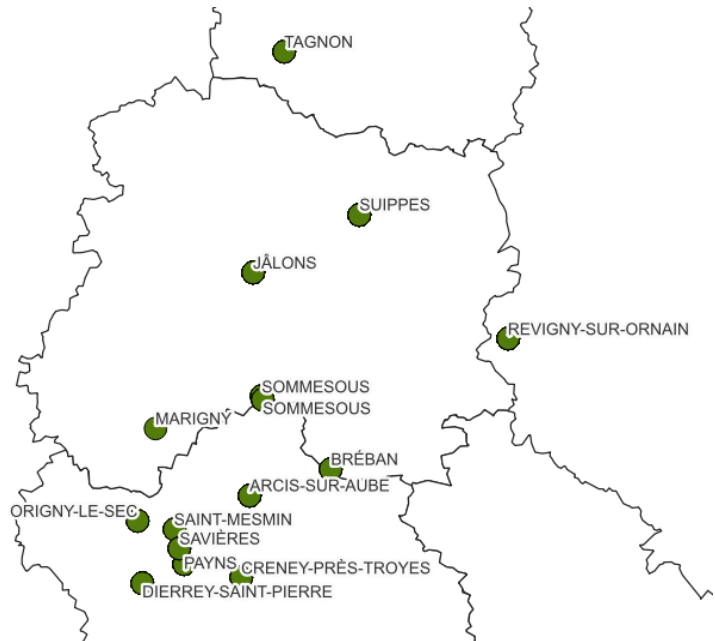 TAGNON
SUIPPES
JÂLONS
REVIGNY-SUR-ORNAIN
SOMMESOUS
SOMMESOUS
MARIGNY
BRÉBAN
ARCIS-SUR-AUBE
ORIGNY-LE-SEC
SAINT-MESMIN
SAVIÈRES
PAYNS
CRENEY-PRÈS-TROYES
DIERREY-SAINT-PIERRE